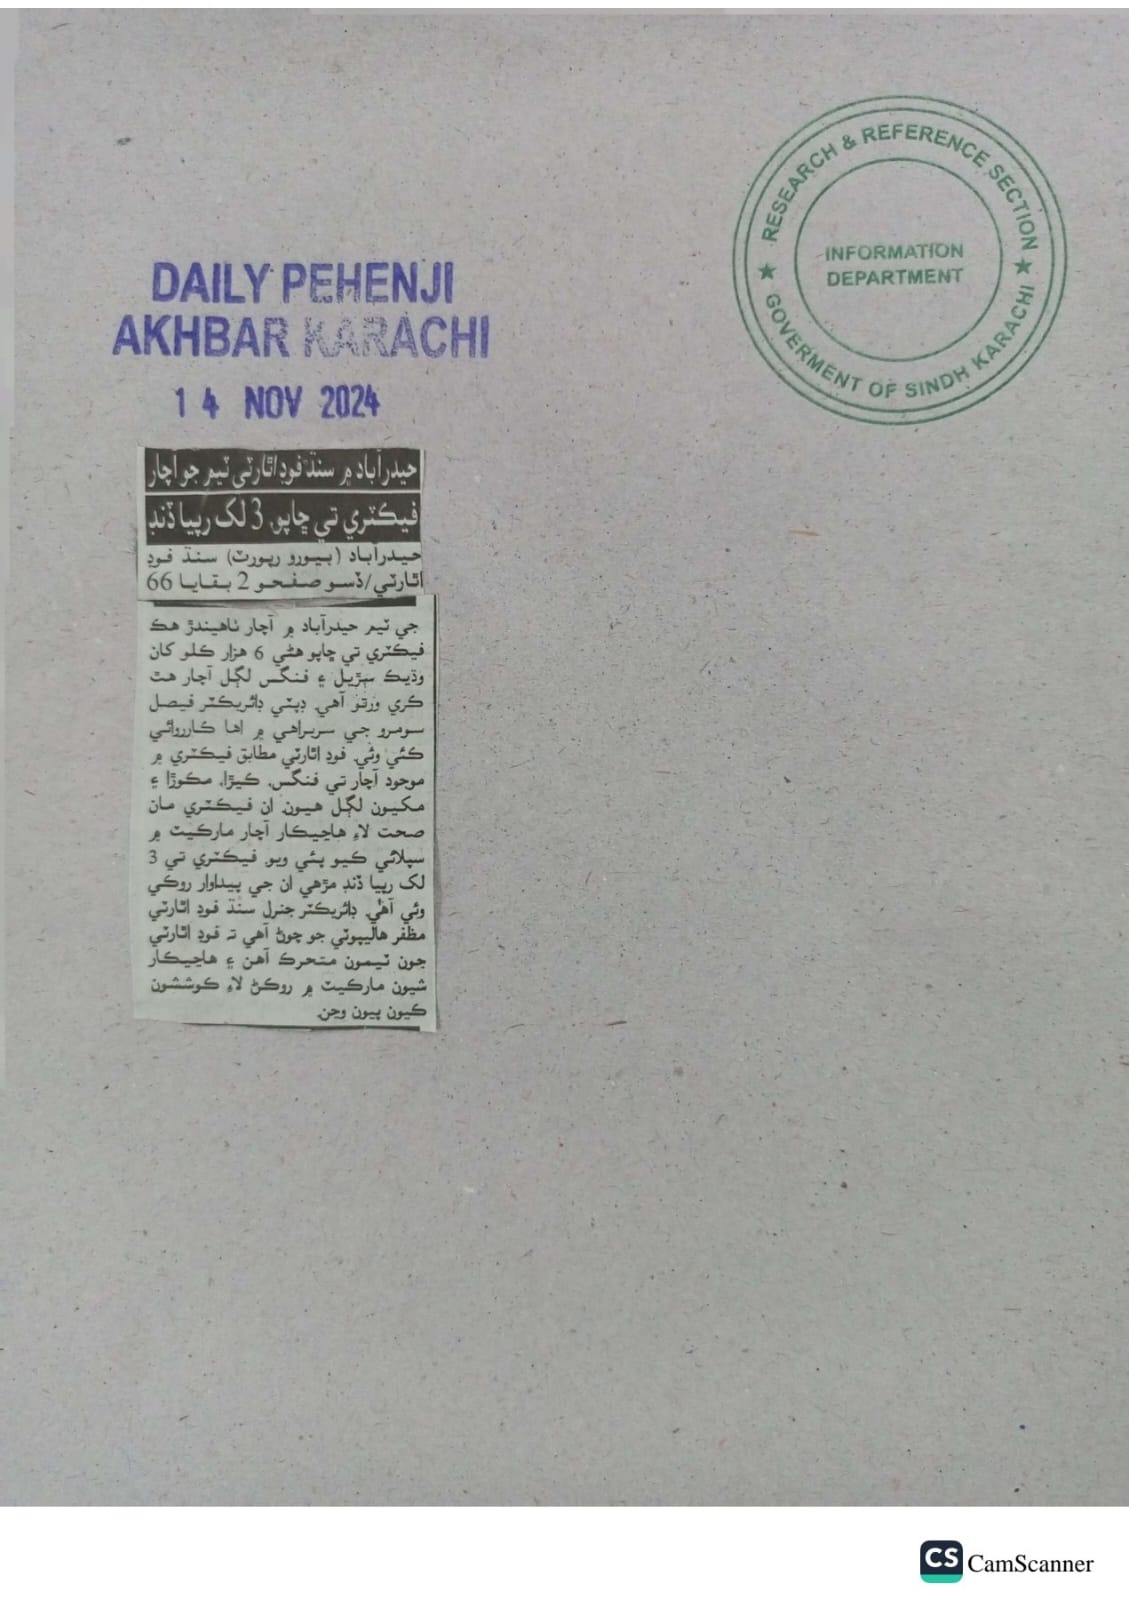 RESEARCH & REFERENCE SECTION
INFORMATION
DEPARTMENT
GOVERMENT OF SINDH KARACHI
DAILY PEHENJI
AKHBAR KARACHI
14 NOV 2024
حيدرآباد ۾ سنڌ فوڊ اٿارٽي ٽيم جو آچار
فيڪٽري تي ڇاپو، 3 لک رپيا ڏنڊ
حيدرآباد (بيورو رپورٽ) سنڌ فوڊ
اٿارٽي/ڏسو صفحو 2 بقايا 66
جي ٽيم حيدرآباد ۾ آچار ٺاهيندڙ هڪ
فيڪٽري تي ڇاپو هڻي 6 هزار ڪلو کان
وڌيڪ سڙيل ۽ فنگس لڳل آچار هٿ
ڪري ورتو آهي. ڊپٽي ڊائريڪٽر فيصل
سومرو جي سربراهي ۾ اها ڪارروائي
ڪئي وئي. فوڊ اٿارٽي مطابق فيڪٽري ۾
موجود آچار تي فنگس، ڪيڙا، مڪوڙا ۽
مکيون لڳل هيون. ان فيڪٽري مان
صحت لاءِ هاڃيڪار آچار مارڪيٽ ۾
سپلائي ڪيو پئي ويو. فيڪٽري تي 3
لک رپيا ڏنڊ مڙهي ان جي پيداوار روڪي
وئي آهي. ڊائريڪٽر جنرل سنڌ فوڊ اٿارٽي
مظفر هاليپوٽي جو چوڻ آهي ته فوڊ اٿارٽي
جون ٽيمون متحرڪ آهن ۽ هاڃيڪار
شيون مارڪيٽ ۾ روڪڻ لاءِ ڪوششون
ڪيون پيون وڃن.
CS CamScanner